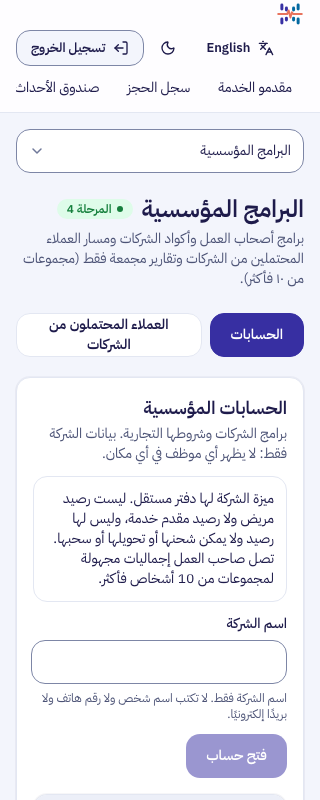 English
تسجيل الخروج
مقدمو الخدمة
سجل الحجز
صندوق الأحداث
البرامج المؤسسية
البرامج المؤسسية
المرحلة 4
برامج أصحاب العمل وأكواد الشركات ومسار العملاء
المحتملين من الشركات وتقارير مجمعة فقط (مجموعات
من ١٠ فأكثر).
الحسابات
العملاء المحتملون من
الشركات
الحسابات المؤسسية
برامج الشركات وشروطها التجارية. بيانات الشركة
فقط: لا يظهر أي موظف في أي مكان.
ميزة الشركة لها دفتر مستقل. ليست رصيد
مريض ولا رصيد مقدم خدمة، وليس لها
رصيد ولا يمكن شحنها أو تحويلها أو سحبها.
تصل صاحب العمل إجماليات مجهولة
لمجموعات من 10 أشخاص فأكثر.
اسم الشركة
اسم الشركة فقط. لا تكتب اسم شخص ولا رقم هاتف ولا
بريدًا إلكترونيًا.
فتح حساب